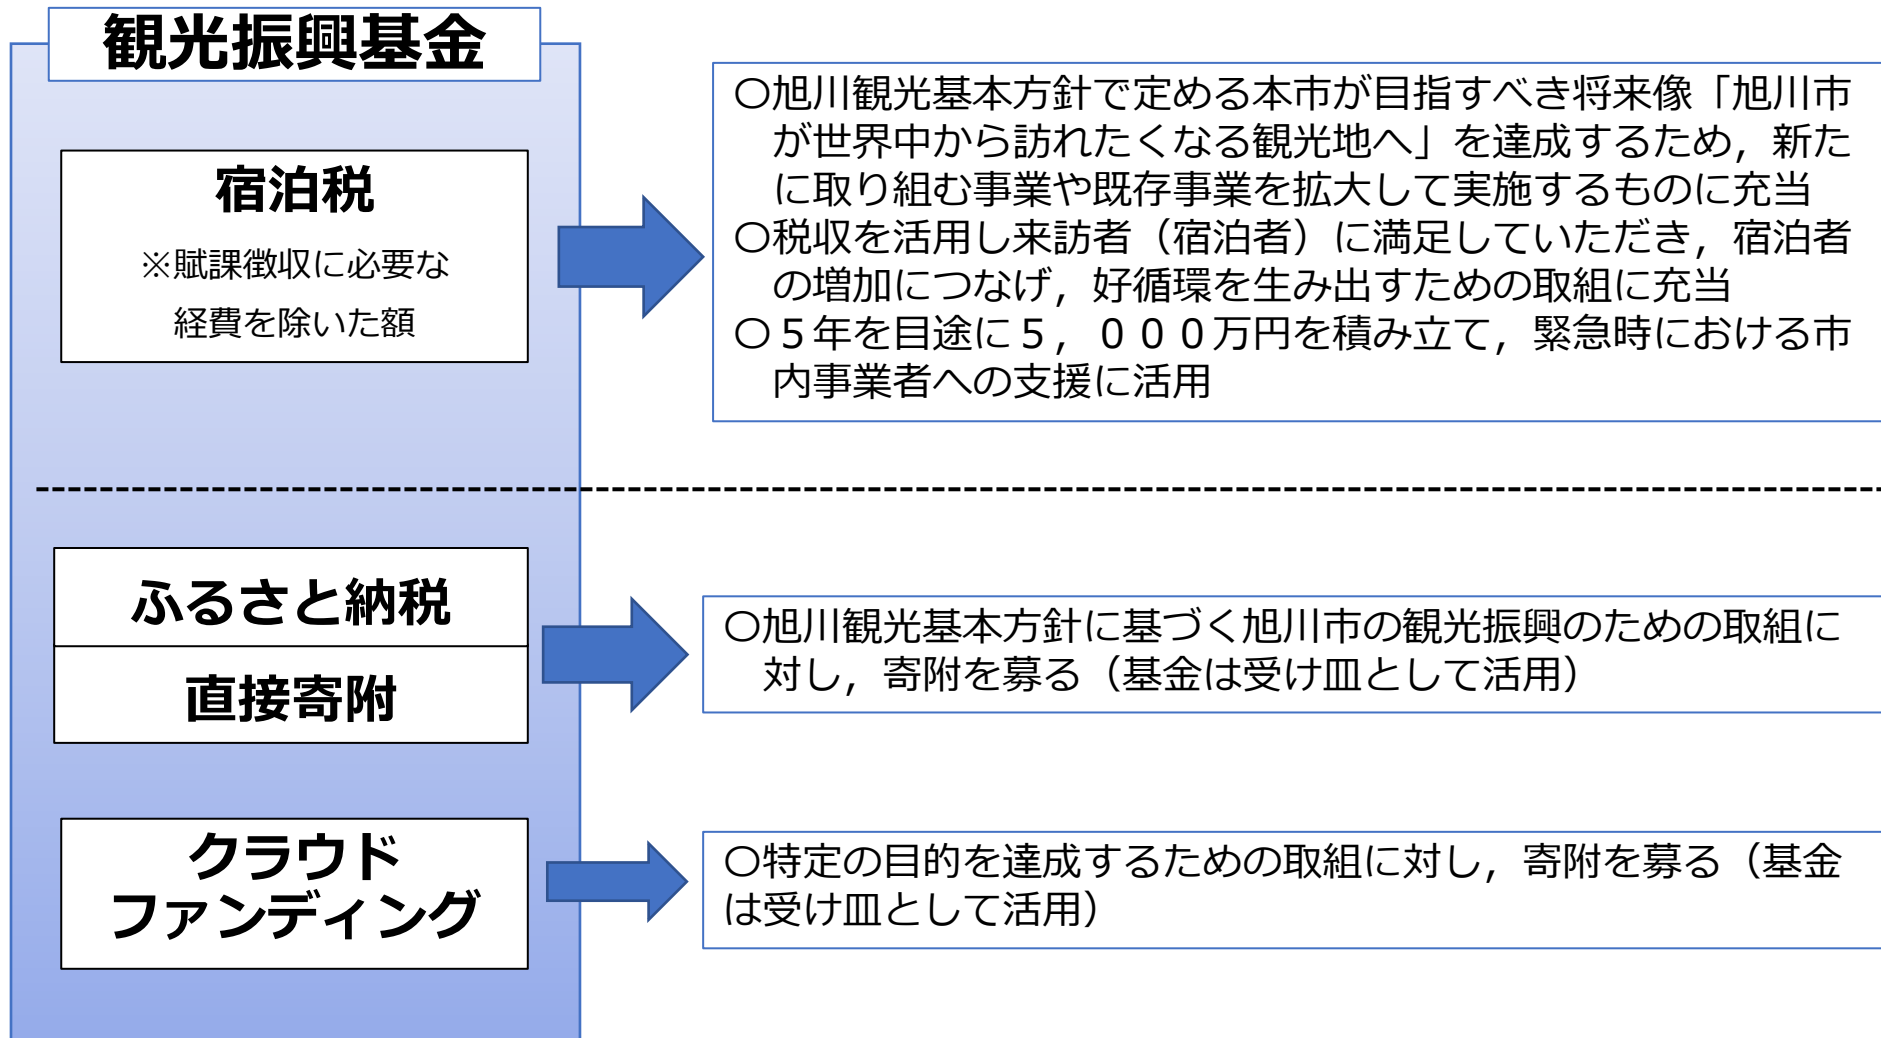 観光振興基金
宿泊税
※賦課徴収に必要な
経費を除いた額
〇旭川観光基本方針で定める本市が目指すべき将来像「旭川市
が世界中から訪れたくなる観光地へ」を達成するため，新た
に取り組む事業や既存事業を拡大して実施するものに充当
〇税収を活用し来訪者（宿泊者）に満足していただき，宿泊者
の増加につなげ，好循環を生み出すための取組に充当
〇５年を目途に５，０００万円を積み立て，緊急時における市
内事業者への支援に活用
ふるさと納税
直接寄附
〇旭川観光基本方針に基づく旭川市の観光振興のための取組に
対し，寄附を募る（基金は受け皿として活用）
クラウド
ファンディング
〇特定の目的を達成するための取組に対し，寄附を募る（基金
は受け皿として活用）